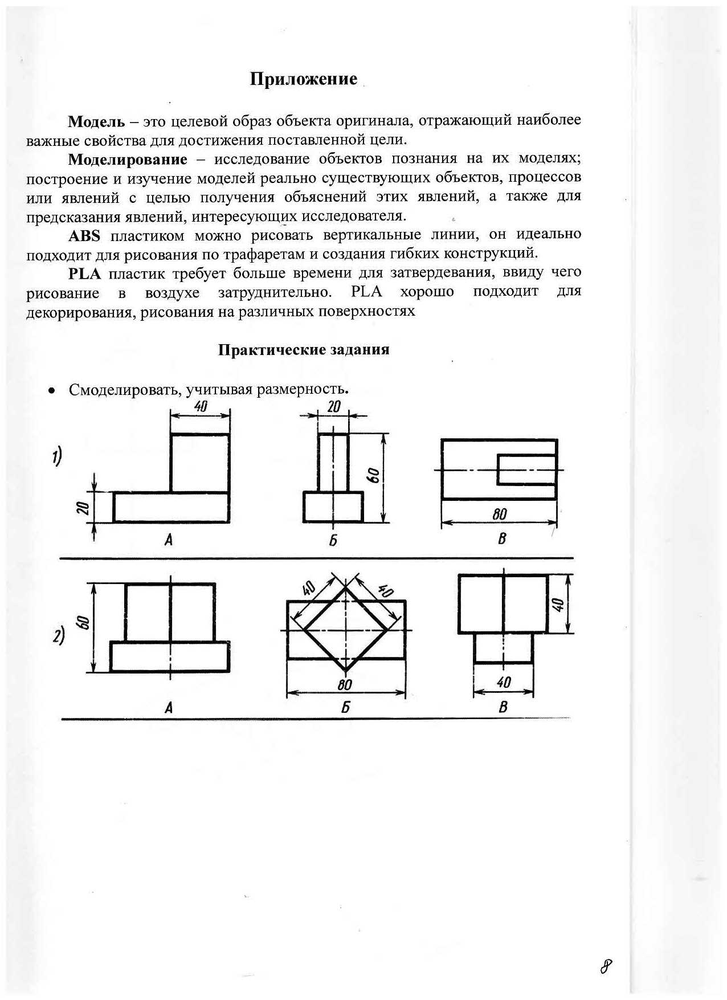 Приложение
Модель – это целевой образ объекта оригинала, отражающий наиболее
важные свойства для достижения поставленной цели.
Моделирование – исследование объектов познания на их моделях;
построение и изучение моделей реально существующих объектов, процессов
или явлений с целью получения объяснений этих явлений, а также для
предсказания явлений, интересующих исследователя.
ABS пластиком можно рисовать вертикальные линии, он идеально
подходит для рисования по трафаретам и создания гибких конструкций.
PLA пластик требует больше времени для затвердевания, ввиду чего
рисование в воздухе затруднительно. PLA хорошо подходит для
декорирования, рисования на различных поверхностях
Практические задания
• Смоделировать, учитывая размерность.
40 20
1) 60
20 80
А Б В
40 40
60 40
2)
80 40
А Б В
8